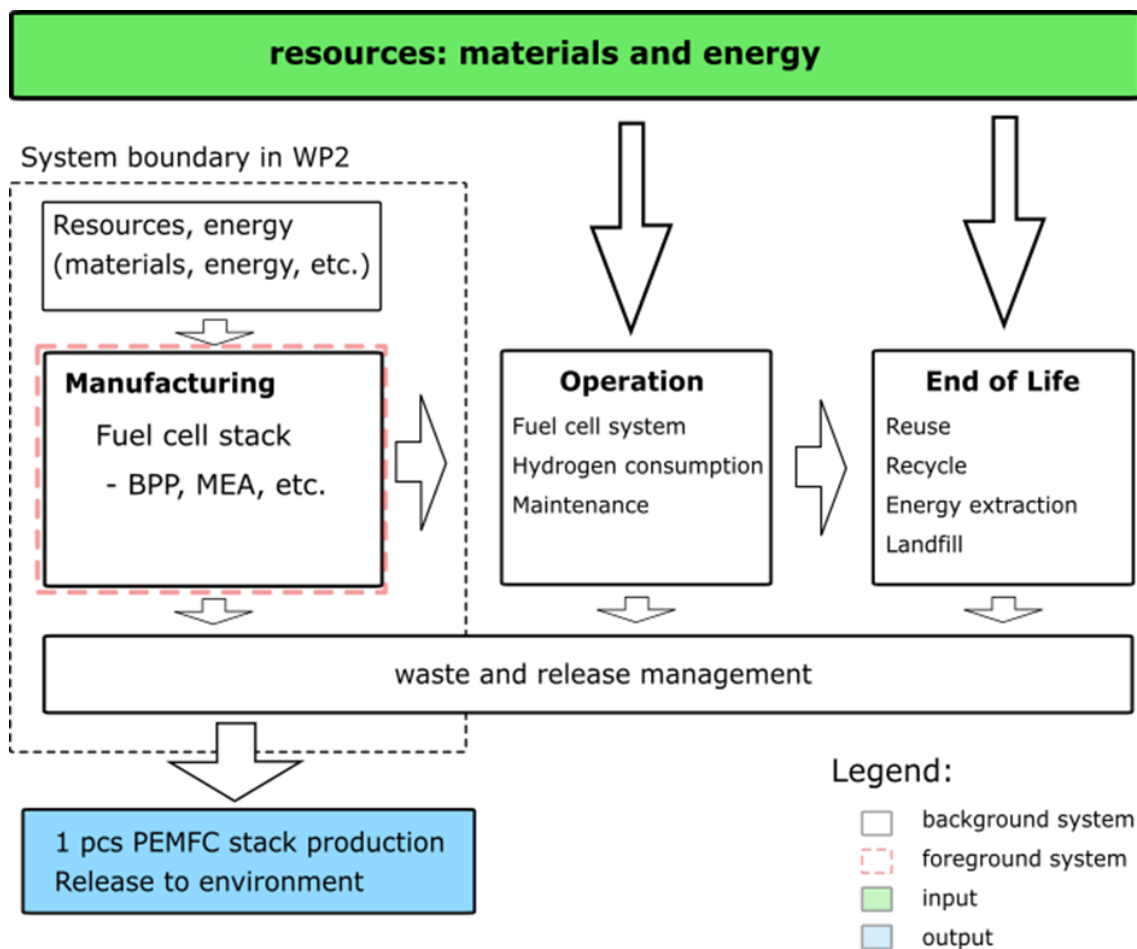 resources: materials and energy
System boundary in WP2
Resources, energy
(materials, energy, etc.)
Manufacturing
Fuel cell stack
- BPP, MEA, etc.
Operation
Fuel cell system
Hydrogen consumption
Maintenance
End of Life
Reuse
Recycle
Energy extraction
Landfill
waste and release management
1 pcs PEMFC stack production
Release to environment
Legend:
background system
foreground system
input
output